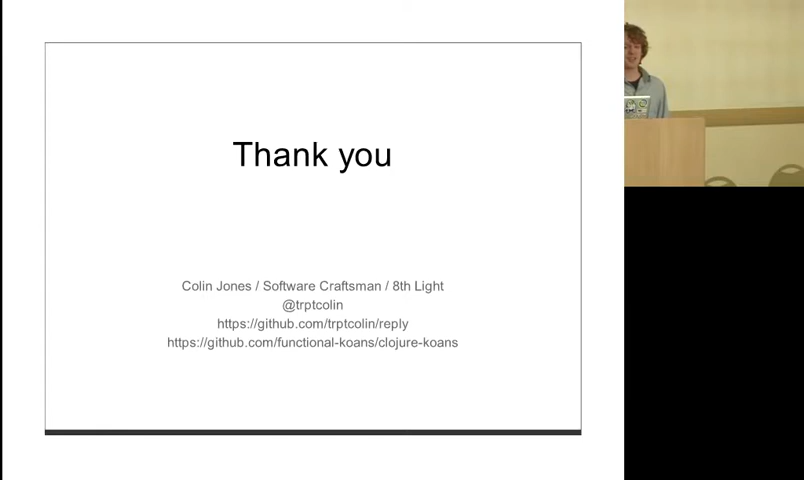 Thank you
Colin Jones / Software Craftsman / 8th Light
@trptcolin
https://github.com/trptcolin/reply
https://github.com/functional-koans/clojure-koans